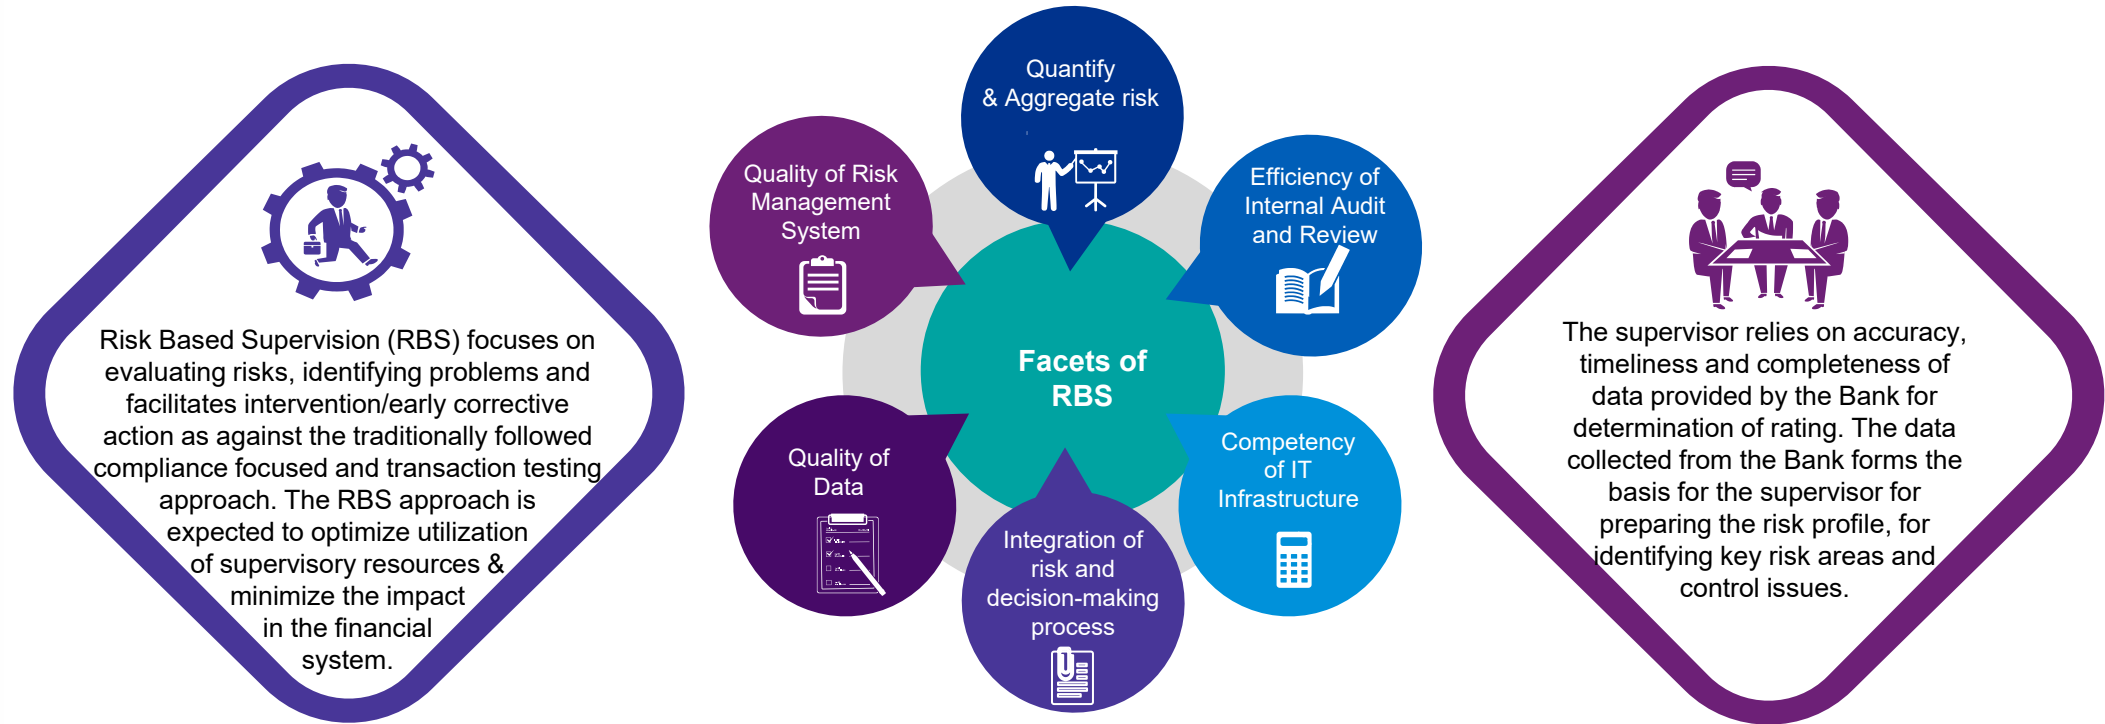 Risk Based Supervision (RBS) focuses on
evaluating risks, identifying problems and
facilitates intervention/early corrective
action as against the traditionally followed
compliance focused and transaction testing
approach. The RBS approach is
expected to optimize utilization
of supervisory resources &
minimize the impact
in the financial
system.
Quantify
& Aggregate risk
Efficiency of
Internal Audit
and Review
Competency
of IT
Infrastructure
Integration of
risk and
decision-making
process
Quality of
Data
Quality of Risk
Management
System
Facets of
RBS
The supervisor relies on accuracy,
timeliness and completeness of
data provided by the Bank for
determination of rating. The data
collected from the Bank forms the
basis for the supervisor for
preparing the risk profile, for
identifying key risk areas and
control issues.